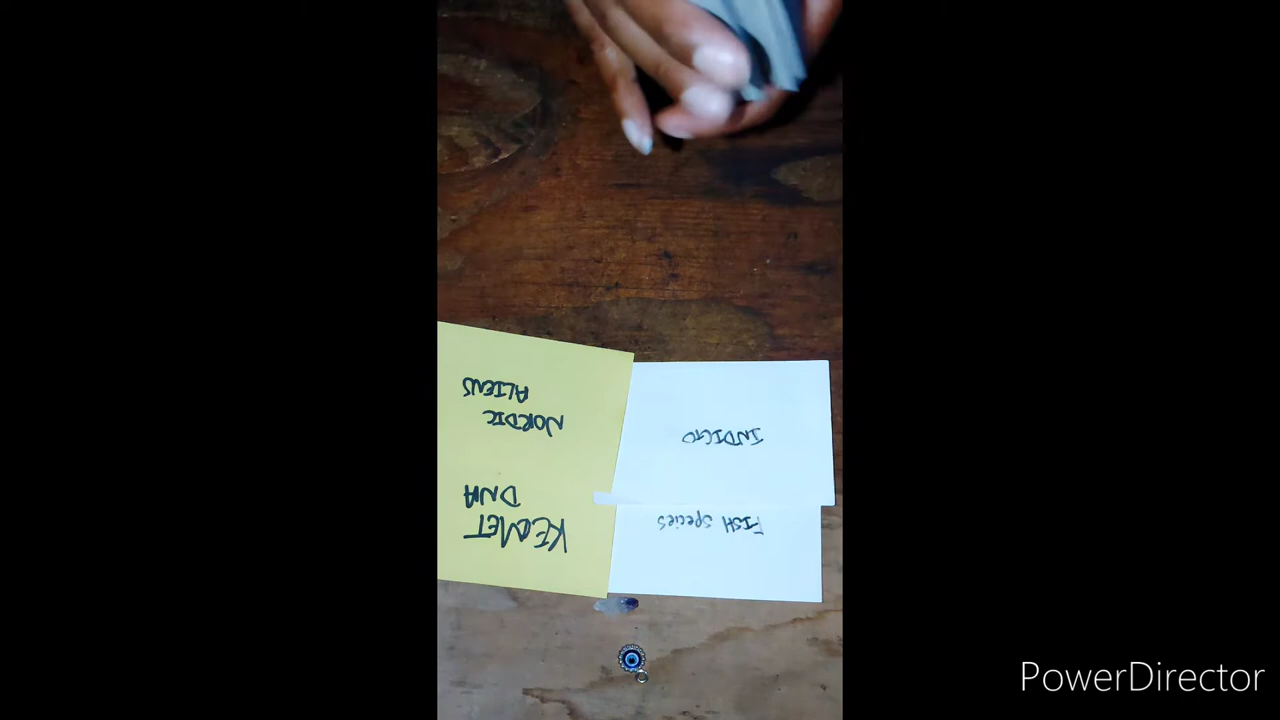 FISH Species
INDIGO
KEMET
DNA
NORDIC
ALIENS
PowerDirector